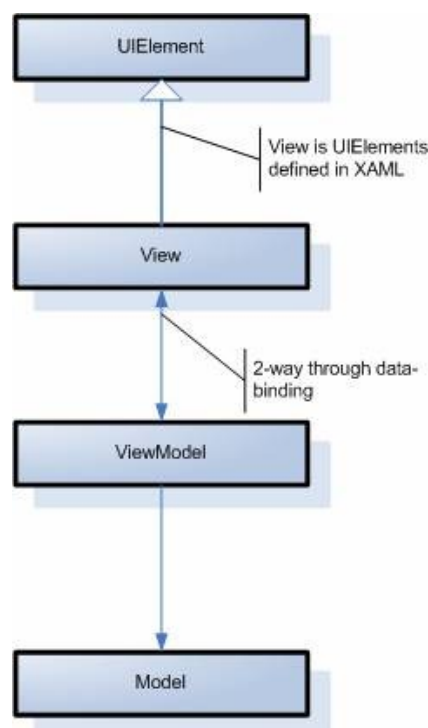 UIElement
View is UIElements
defined in XAML
View
2-way through data-
binding
ViewModel
Model